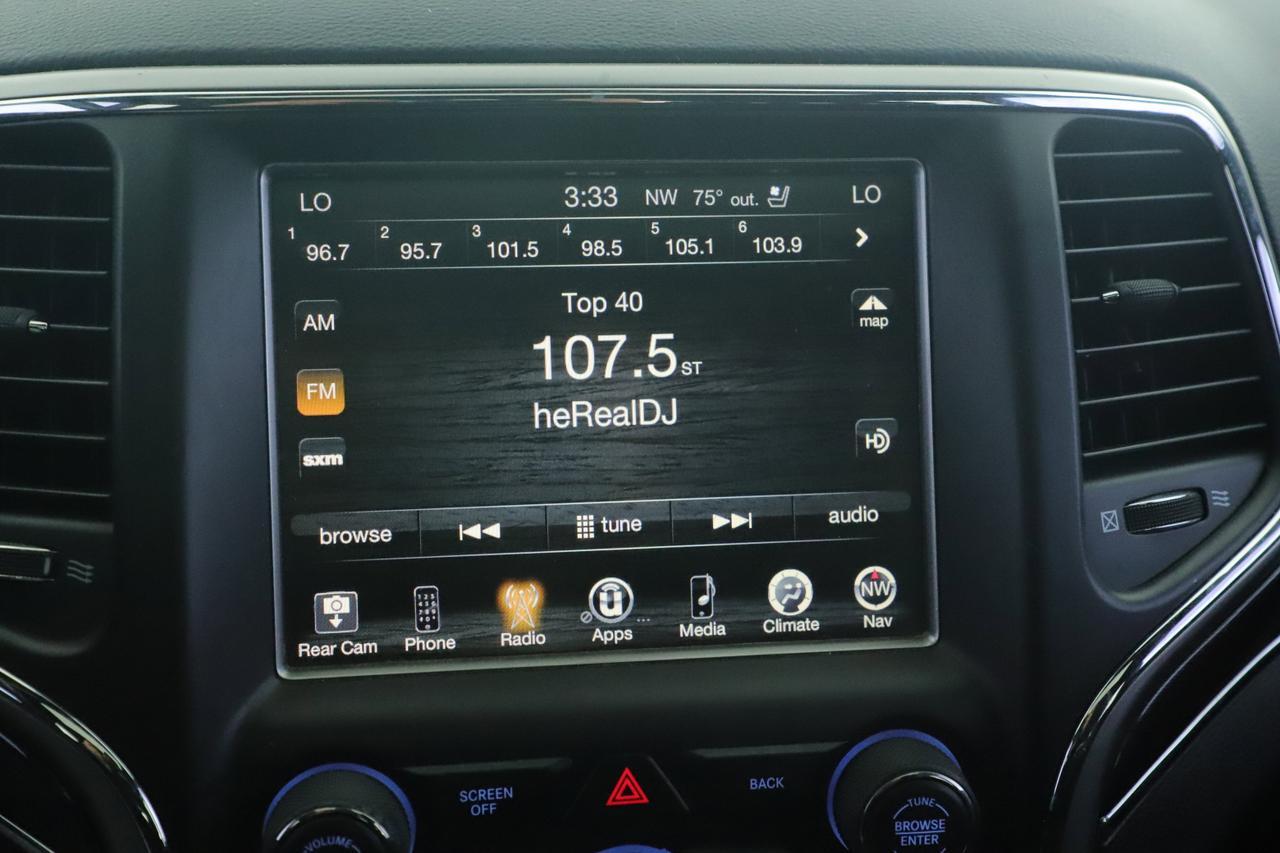 LO 3:33 NW 75° out. LO
1 96.7 2 95.7 3 101.5 4 98.5 5 105.1 6 103.9
Top 40
AM
map
107.5 ST
FM
heRealDJ
sxm
HD
browse tune audio
Rear Cam Phone Radio Apps Media Climate NW Nav
SCREEN
OFF
BACK
VOLUME
TUNE
BROWSE
ENTER